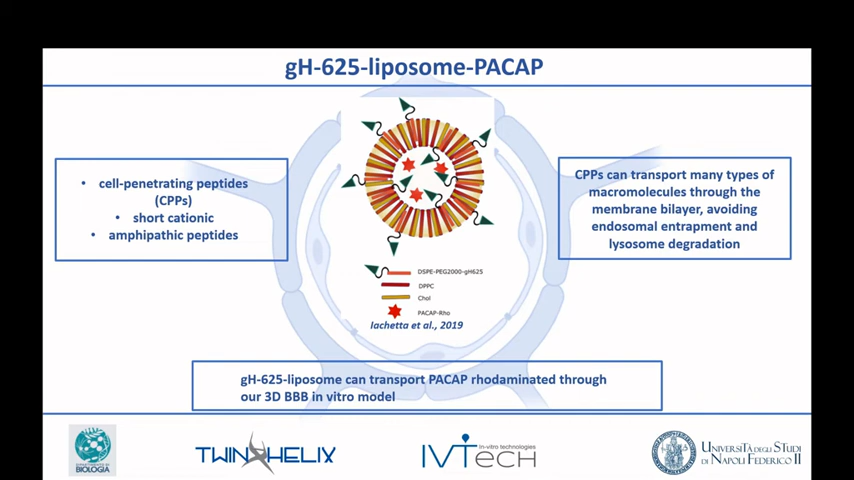 gH-625-liposome-PACAP
• cell-penetrating peptides
(CPPs)
• short cationic
• amphipathic peptides
CPPs can transport many types of
macromolecules through the
membrane bilayer, avoiding
endosomal entrapment and
lysosome degradation
DSPE-PEG2000-gH625
DPPC
Chol
PACAP-Rho
Iachetta et al., 2019
gH-625-liposome can transport PACAP rhodaminated through
our 3D BBB in vitro model
BIOLOGIA
TWIN HELIX
IVTECH
in-vitro technologies
UNIVERSITÀ DEGLI STUDI
DI NAPOLI FEDERICO II